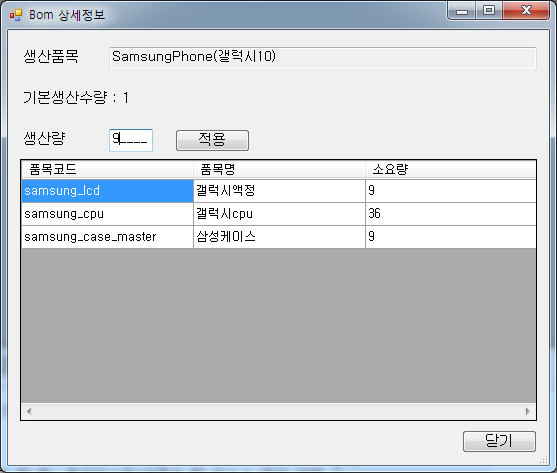 Bom 상세정보
생산품목 SamsungPhone(갤럭시10)
기본생산수량 : 1
생산량 9____ 적용
품목코드 품목명 소요량
samsung_lcd 갤럭시액정 9
samsung_cpu 갤럭시cpu 36
samsung_case_master 삼성케이스 9
닫기